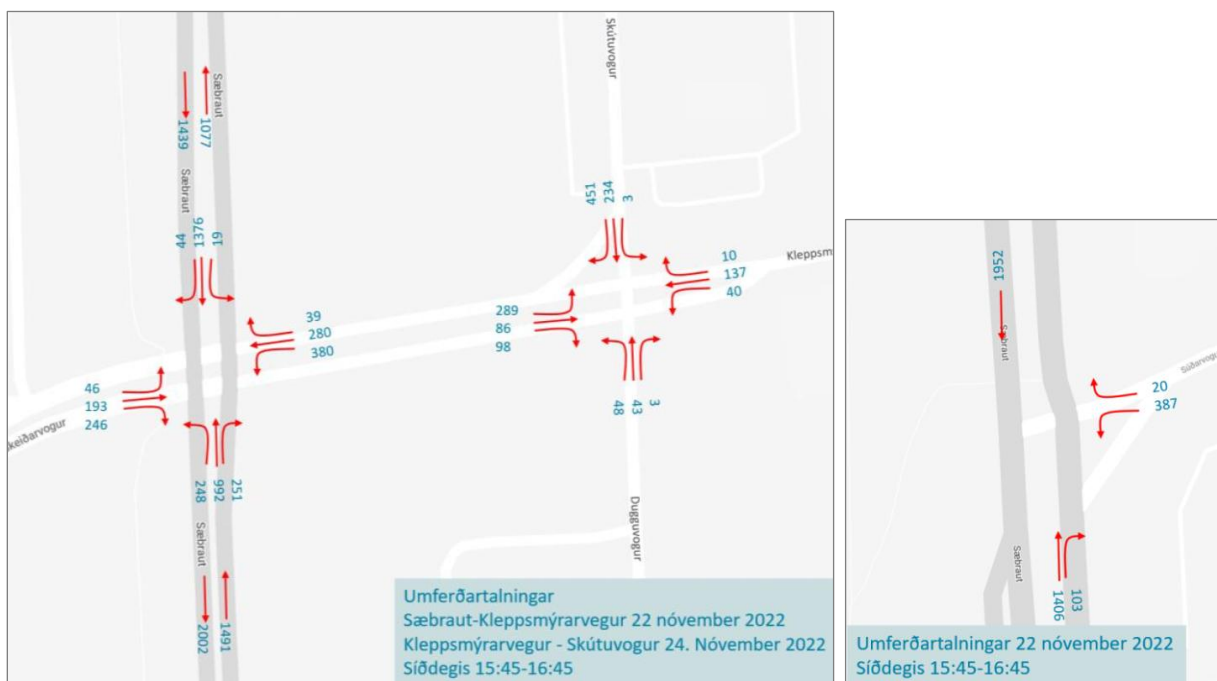 Sæbraut
1439
1077
Sæbraut
Skútuvogur
451
234
3
44
1376
19
10
137
40
Kleppsm
39
280
380
289
86
98
46
193
246
keiðarvogur
248
992
251
48
43
3
Sæbraut
Dugguvogur
2002
1491
Umferðartalningar
Sæbraut-Kleppsmýrarvegur 22 nóvember 2022
Kleppsmýrarvegur - Skútuvogur 24. Nóvember 2022
Síðdegis 15:45-16:45
1952
Sæbraut
Súðarvogu
20
387
Sæbraut
1406
103
Umferðartalningar 22 nóvember 2022
Síðdegis 15:45-16:45